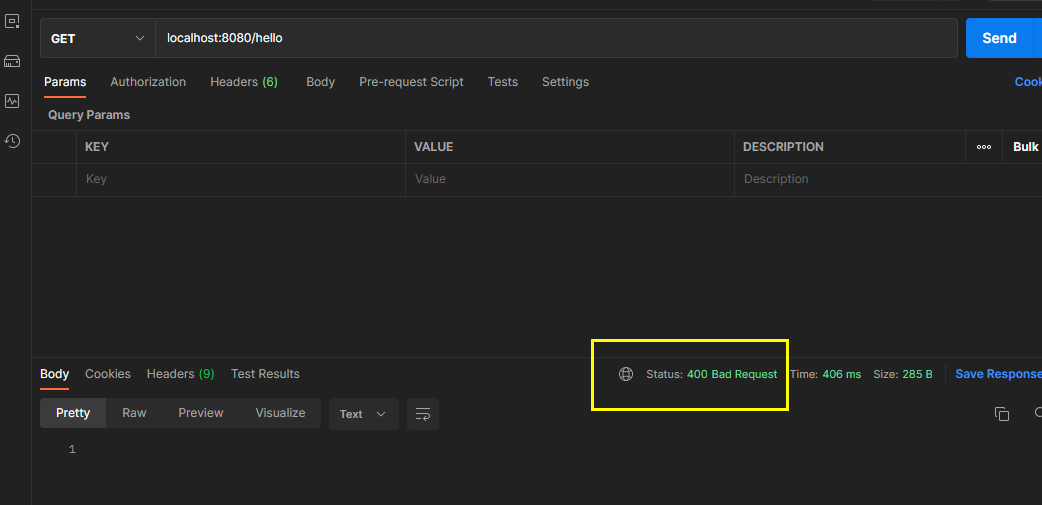 GET localhost:8080/hello Send
Params Authorization Headers (6) Body Pre-request Script Tests Settings
Query Params
KEY VALUE DESCRIPTION Bulk
Key Value Description
Body Cookies Headers (9) Test Results Status: 400 Bad Request Time: 406 ms Size: 285 B Save Response
Pretty Raw Preview Visualize Text
1